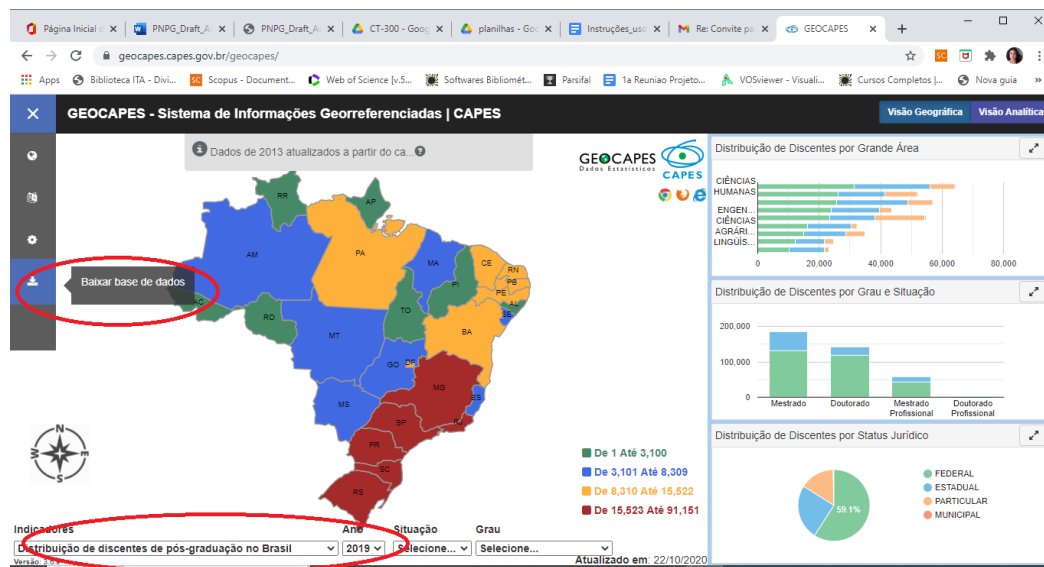 Página Inicial c
PNPG_Draft_Ac
PNPG_Draft_Ac
CT-300 - Goog
planilhas - Goo
Instruções_uso
Re: Convite pa
GEOCAPES
geocapes.capes.gov.br/geocapes/
Apps
Biblioteca ITA - Divi...
Scopus - Document...
Web of Science [v.5...
Softwares Bibliomét...
Parsifal
1a Reuniao Projeto...
VOSviewer - Visuali...
Cursos Completos |...
Nova guia
»
GEOCAPES - Sistema de Informações Georreferenciadas | CAPES
Visão Geográfica
Visão Analítica
Dados de 2013 atualizados a partir do ca...
GEOCAPES
Dados Estatísticos
CAPES
Baixar base de dados
RR
AP
AM
PA
MA
CE
RN
PB
PE
AL
SE
PI
AC
RO
TO
BA
MT
GO
DF
MG
ES
MS
SP
RJ
PR
SC
RS
N
S
De 1 Até 3,100
De 3,101 Até 8,309
De 8,310 Até 15,522
De 15,523 Até 91,151
Indicadores
Ano
Situação
Grau
Distribuição de discentes de pós-graduação no Brasil
2019
Selecione...
Selecione...
Atualizado em: 22/10/2020
Distribuição de Discentes por Grande Área
CIÊNCIAS
HUMANAS
ENGEN...
CIÊNCIAS
AGRÁRI...
LINGÜÍS...
0
20,000
40,000
60,000
80,000
Distribuição de Discentes por Grau e Situação
200,000
100,000
0
Mestrado
Doutorado
Mestrado
Profissional
Doutorado
Profissional
Distribuição de Discentes por Status Jurídico
59.1%
FEDERAL
ESTADUAL
PARTICULAR
MUNICIPAL